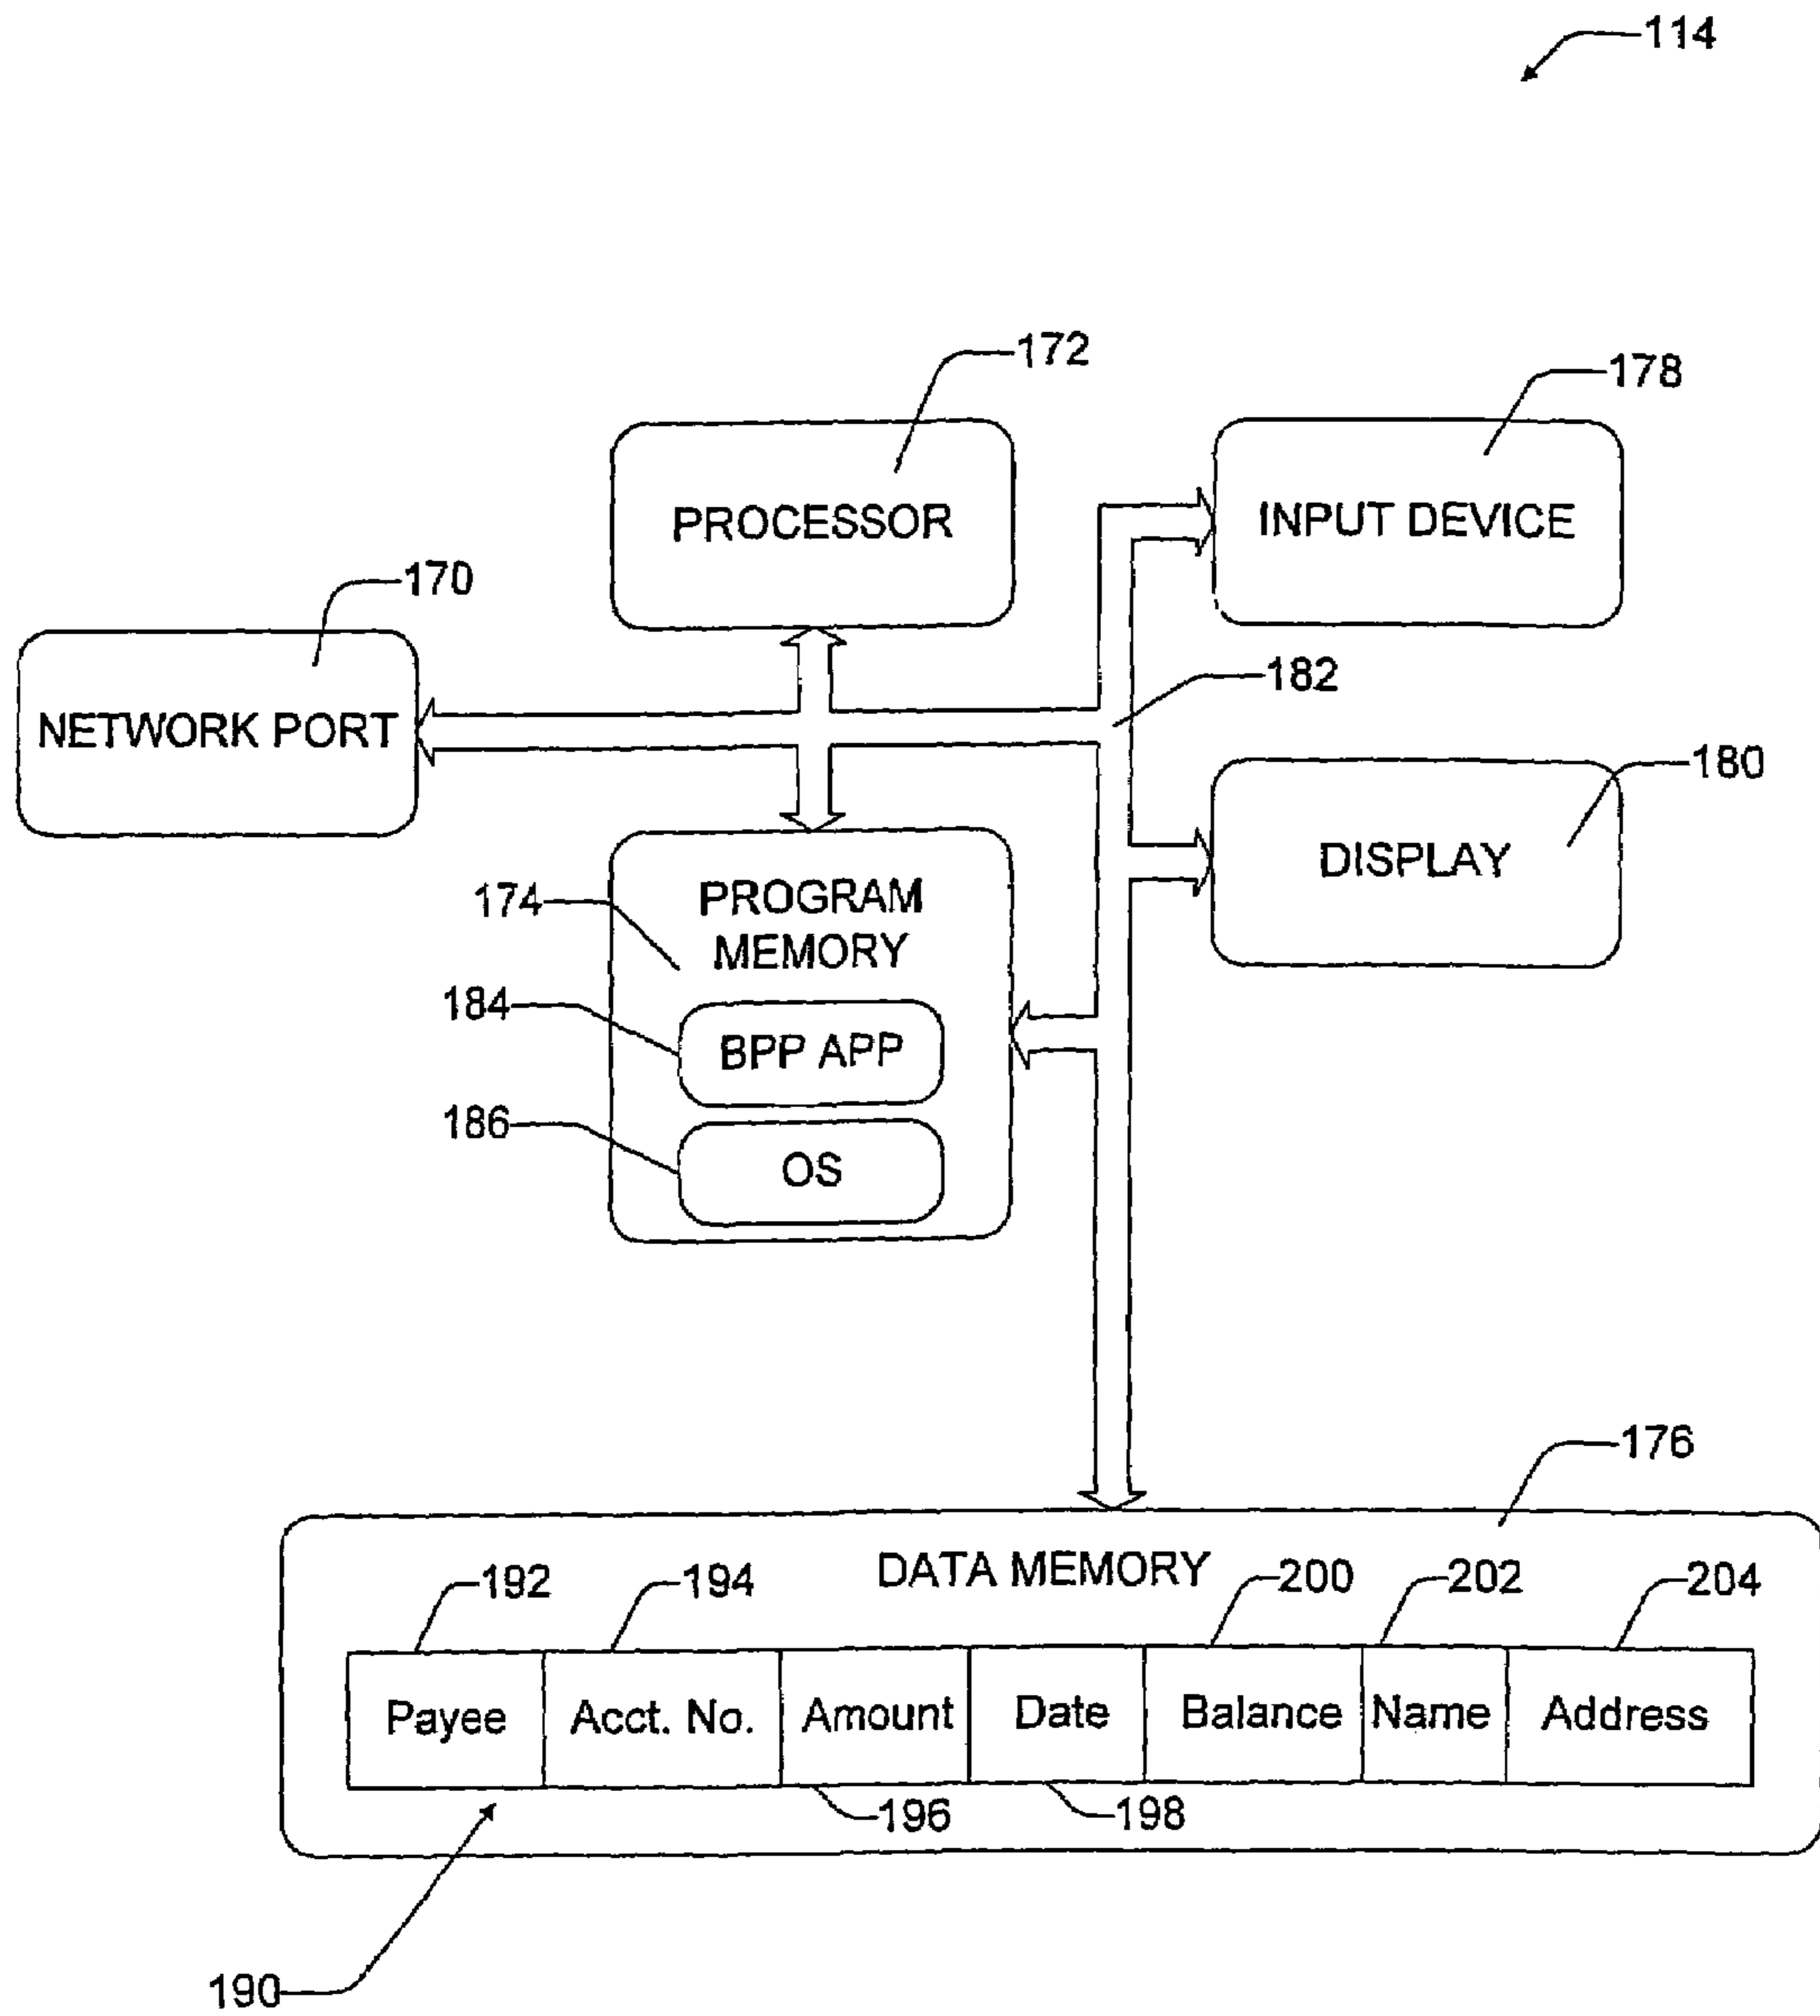 114
172
178
PROCESSOR
INPUT DEVICE
170
NETWORK PORT
182
180
DISPLAY
174
PROGRAM
MEMORY
184
BPP APP
186
OS
176
DATA MEMORY
192
194
200
202
204
Payee
Acct. No.
Amount
Date
Balance
Name
Address
196
198
190